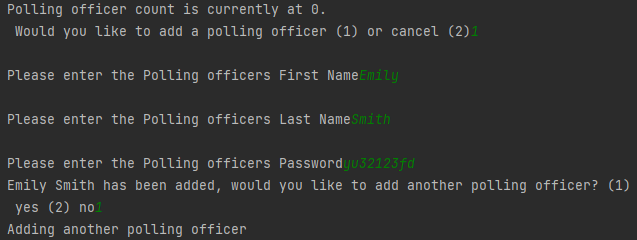 Polling officer count is currently at 0.
Would you like to add a polling officer (1) or cancel (2)1
Please enter the Polling officers First NameEmily
Please enter the Polling officers Last NameSmith
Please enter the Polling officers Passwordyu32123fd
Emily Smith has been added, would you like to add another polling officer? (1)
yes (2) no1
Adding another polling officer